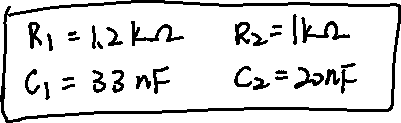 R₁ = 1.2 kΩ R₂ = 1kΩ
C₁ = 33 nF C₂ = 20nF